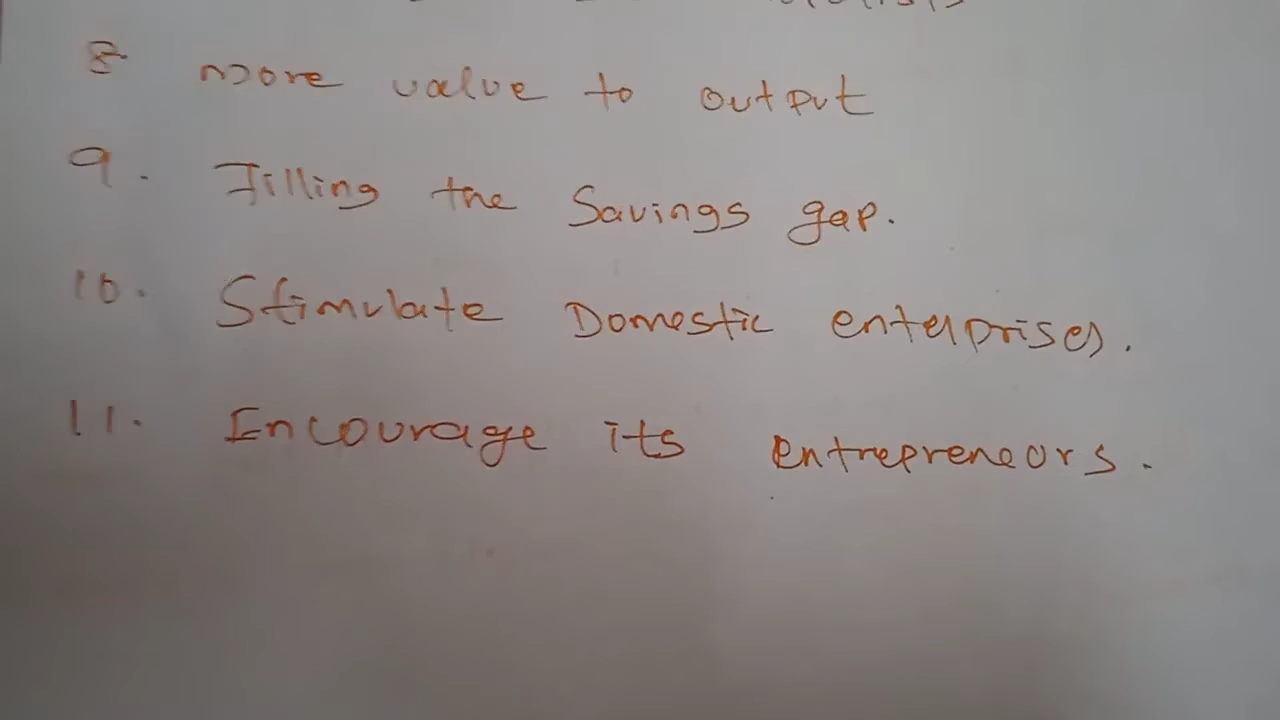 8 more value to output
9. Filling the Savings gap.
10. Stimulate Domestic enterprises.
11. Encourage its entrepreneurs.